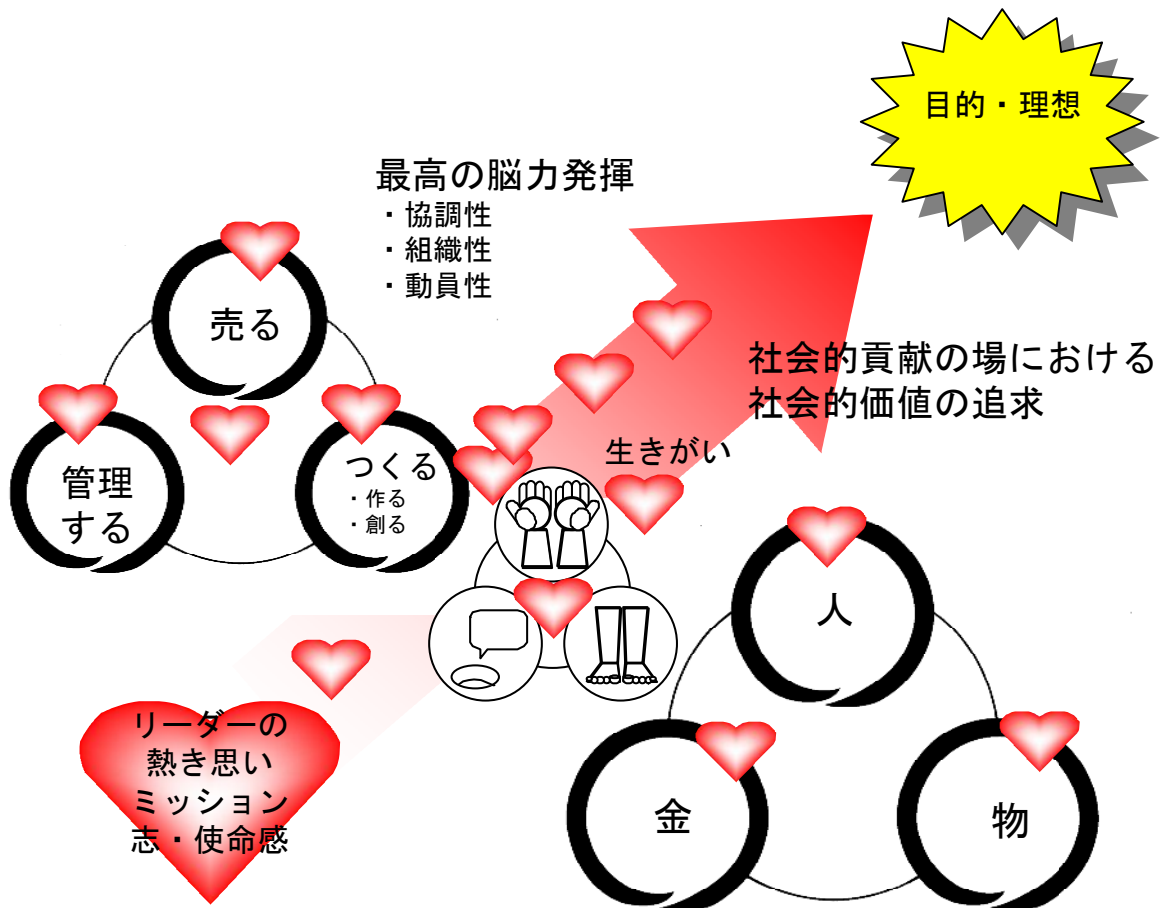 目的・理想
最高の脳力発揮
・協調性
・組織性
・動員性
売る
管理
する
つくる
・作る
・創る
社会的貢献の場における
社会的価値の追求
生きがい
人
金
物
リーダーの
熱き思い
ミッション
志・使命感